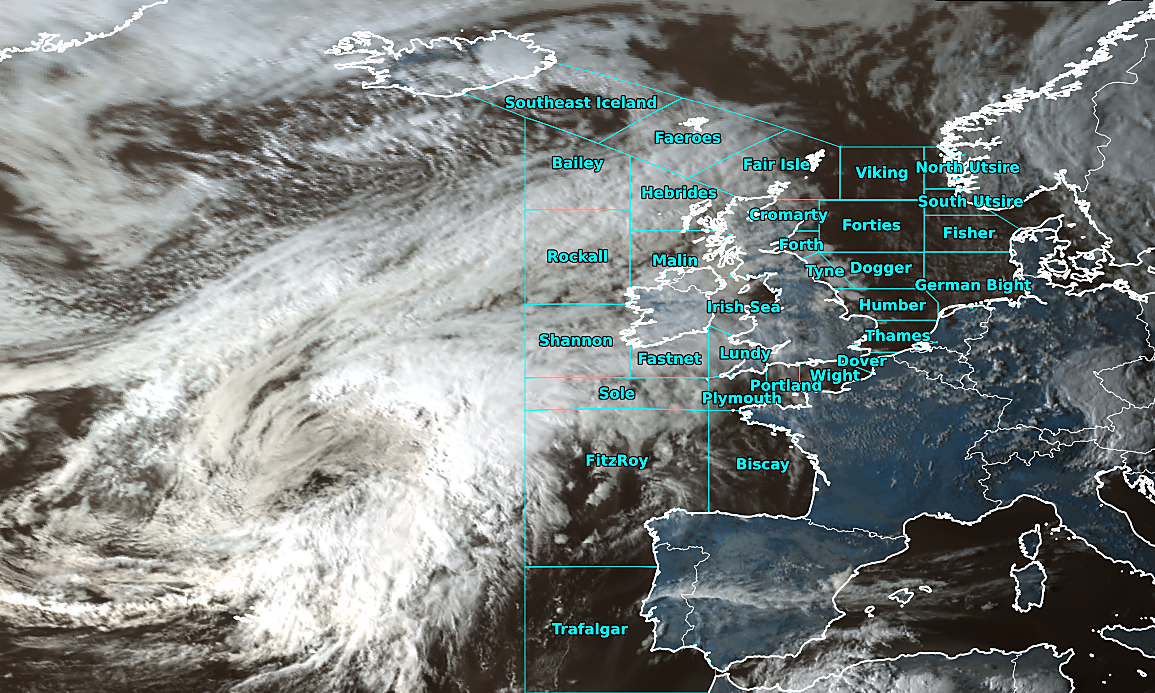 Southeast Iceland
Faeroes
Bailey
Fair Isle
Viking
North Utsire
Hebrides
South Utsire
Cromarty
Forties
Fisher
Forth
Rockall
Malin
Tyne
Dogger
German Bight
Irish Sea
Humber
Thames
Shannon
Fastnet
Lundy
Dover
Wight
Portland
Sole
Plymouth
FitzRoy
Biscay
Trafalgar